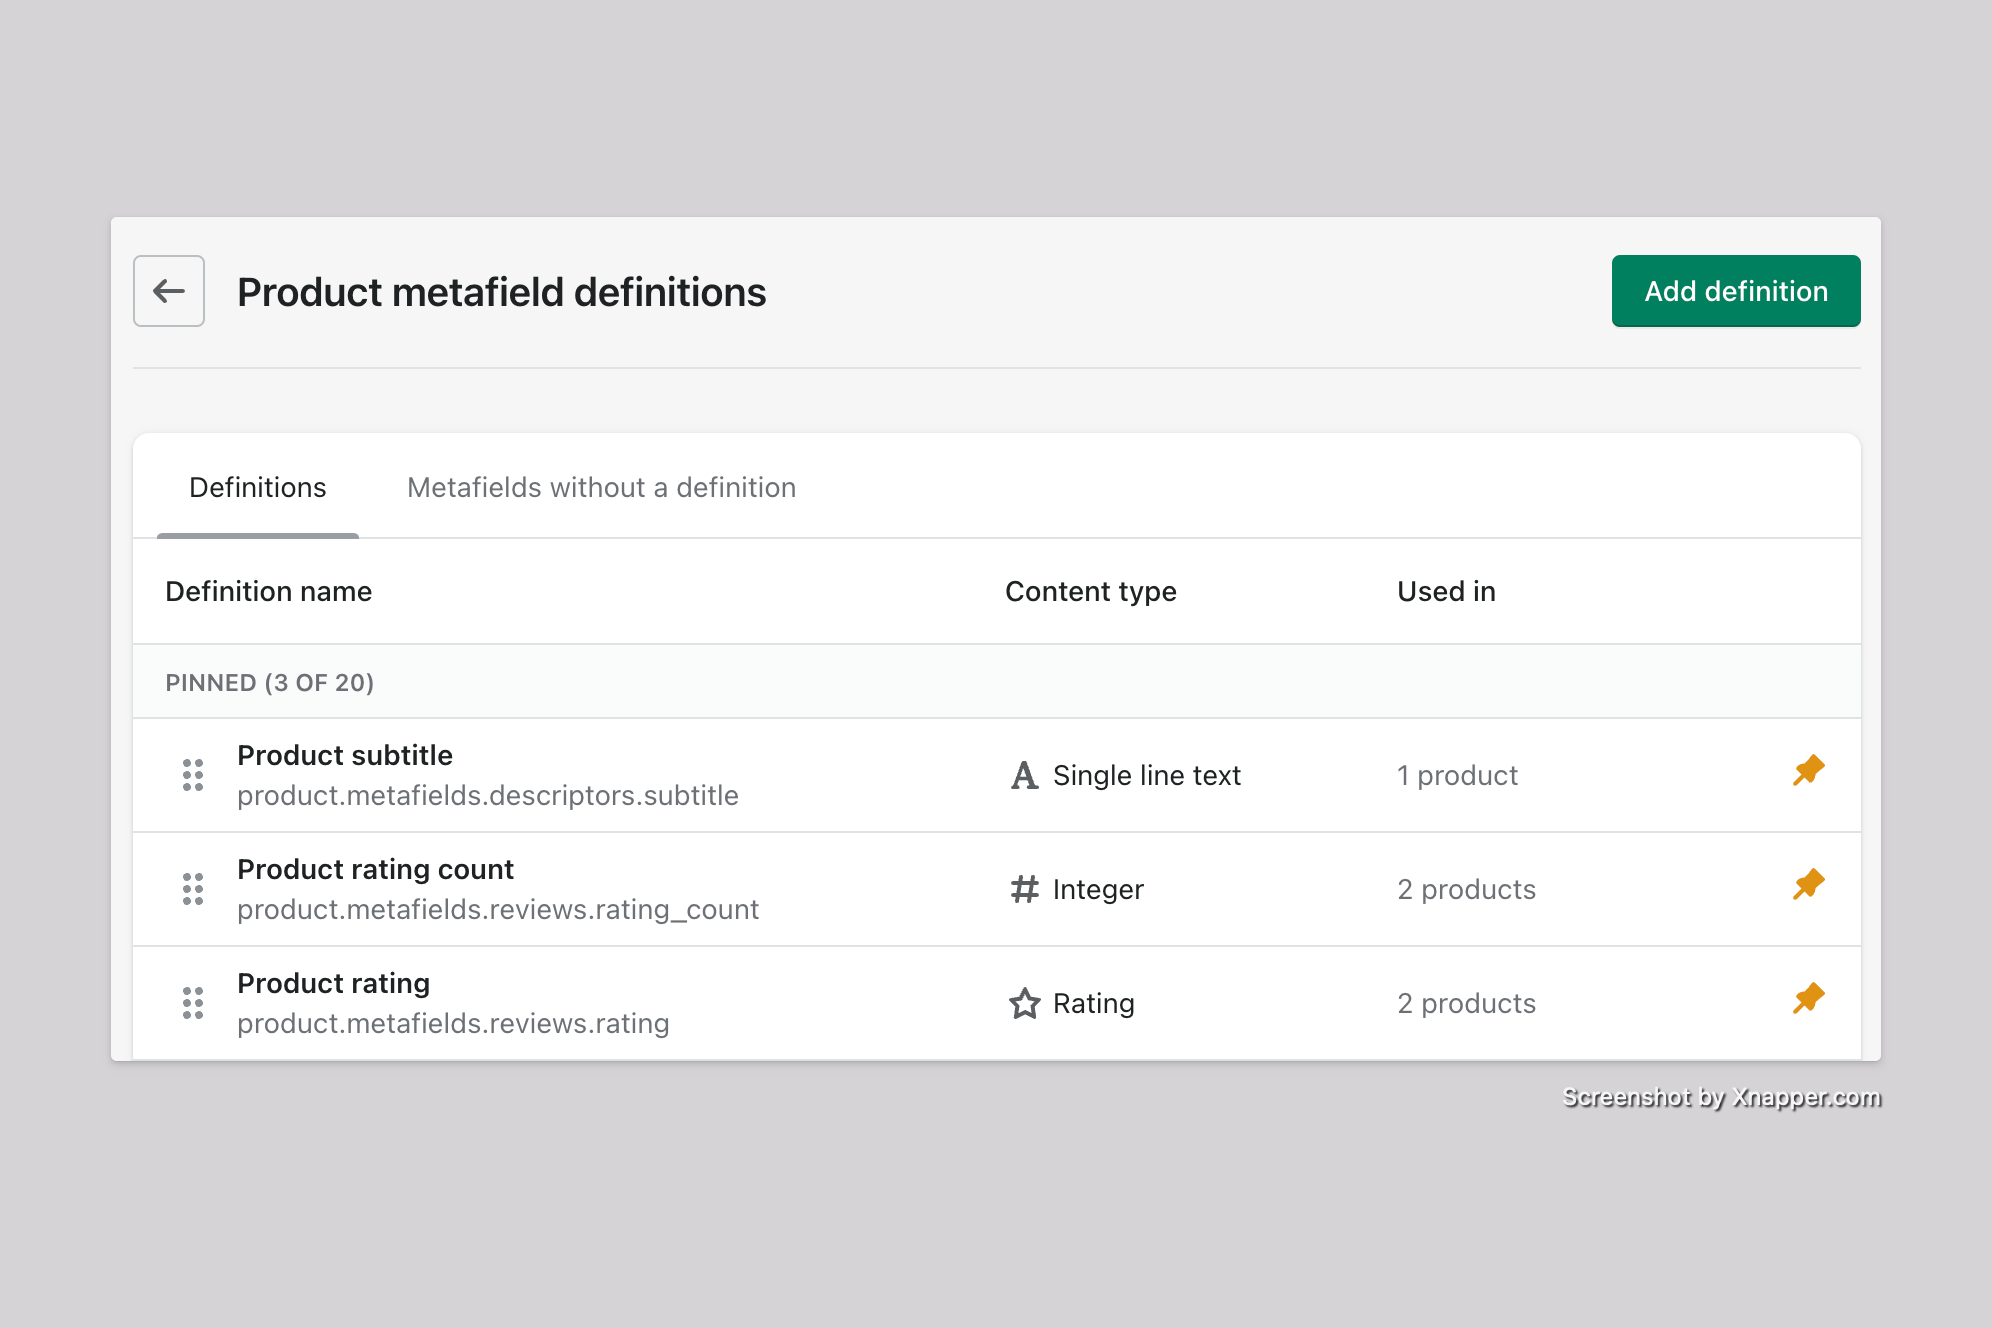 Product metafield definitions
Add definition
Definitions
Metafields without a definition
Definition name
Content type
Used in
PINNED (3 OF 20)
Product subtitle
product.metafields.descriptors.subtitle
Single line text
1 product
Product rating count
product.metafields.reviews.rating_count
Integer
2 products
Product rating
product.metafields.reviews.rating
Rating
2 products
Screenshot by Xnapper.com